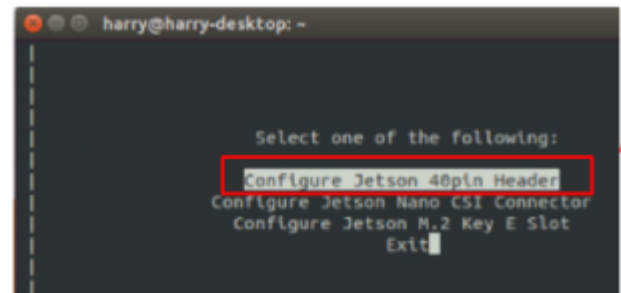 harry@harry-desktop: ~
Select one of the following:
Configure Jetson 40pin Header
Configure Jetson Nano CSI Connector
Configure Jetson M.2 Key E Slot
Exit